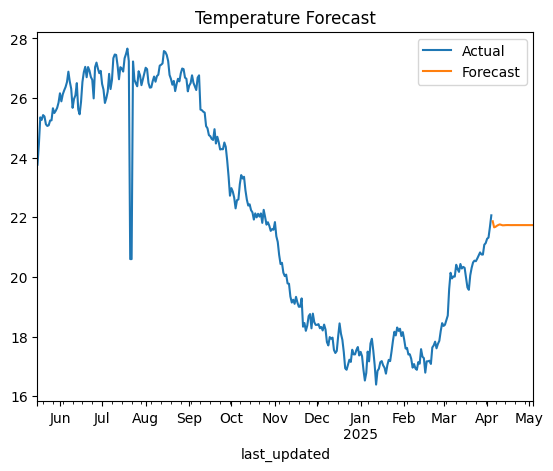 Temperature Forecast
Actual
Forecast
28
26
24
22
20
18
16
Jun Jul Aug Sep Oct Nov Dec Jan Feb Mar Apr May
2025
last_updated